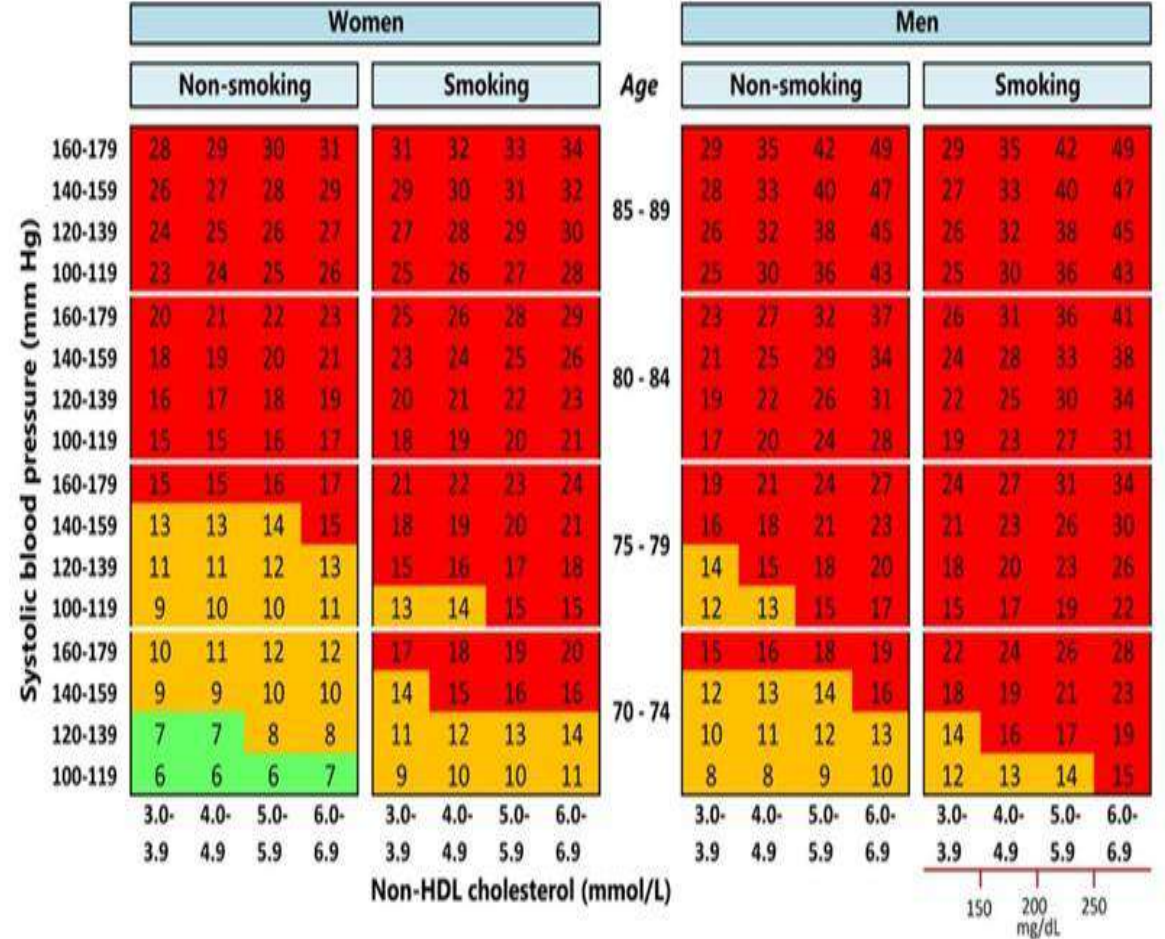 Women Men
Non-smoking Smoking Age Non-smoking Smoking
Systolic blood pressure (mm Hg)
160-179 28 29 30 31 31 32 33 34 29 35 42 49 29 35 42 49
140-159 26 27 28 29 29 30 31 32 28 33 40 47 27 33 40 47
85 - 89
120-139 24 25 26 27 27 28 29 30 26 32 38 45 26 32 38 45
100-119 23 24 25 26 25 26 27 28 25 30 36 43 25 30 36 43
160-179 20 21 22 23 25 26 28 29 23 27 32 37 26 31 36 41
140-159 18 19 20 21 23 24 25 26 21 25 29 34 24 28 33 38
80 - 84
120-139 16 17 18 19 20 21 22 23 19 22 26 31 22 25 30 34
100-119 15 15 16 17 18 19 20 21 17 20 24 28 19 23 27 31
160-179 15 15 16 17 21 22 23 24 19 21 24 27 24 27 31 34
140-159 13 13 14 15 18 19 20 21 16 18 21 23 21 23 26 30
75 - 79
120-139 11 11 12 13 15 16 17 18 14 15 18 20 18 20 23 26
100-119 9 10 10 11 13 14 15 15 12 13 15 17 15 17 19 22
160-179 10 11 12 12 17 18 19 20 15 16 18 19 22 24 26 28
140-159 9 9 10 10 14 15 16 16 12 13 14 16 18 19 21 23
70 - 74
120-139 7 7 8 8 11 12 13 14 10 11 12 13 14 16 17 19
100-119 6 6 6 7 9 10 10 11 8 8 9 10 12 13 14 15
3.0- 4.0- 5.0- 6.0- 3.0- 4.0- 5.0- 6.0- 3.0- 4.0- 5.0- 6.0- 3.0- 4.0- 5.0- 6.0-
3.9 4.9 5.9 6.9 3.9 4.9 5.9 6.9 3.9 4.9 5.9 6.9 3.9 4.9 5.9 6.9
Non-HDL cholesterol (mmol/L)
150 200 250
mg/dL